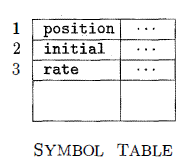 1 position ...
2 initial ...
3 rate ...
SYMBOL TABLE